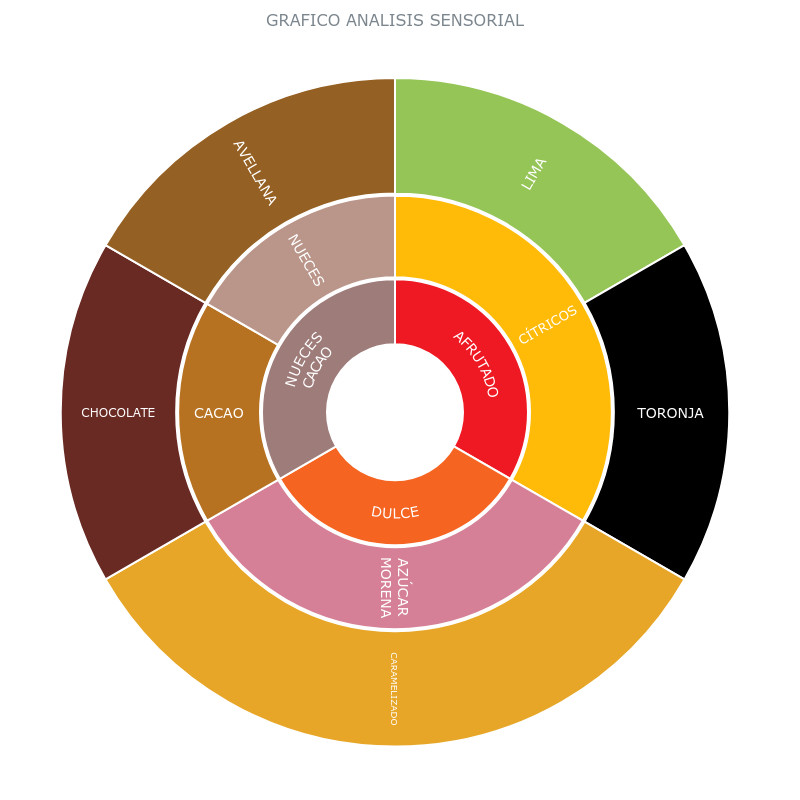 GRAFICO ANALISIS SENSORIAL
AVELLANA
LIMA
NUECES
CÍTRICOS
NUECES
CACAO
AFRUTADO
CHOCOLATE
CACAO
TORONJA
DULCE
AZÚCAR
MORENA
CARAMELIZADO